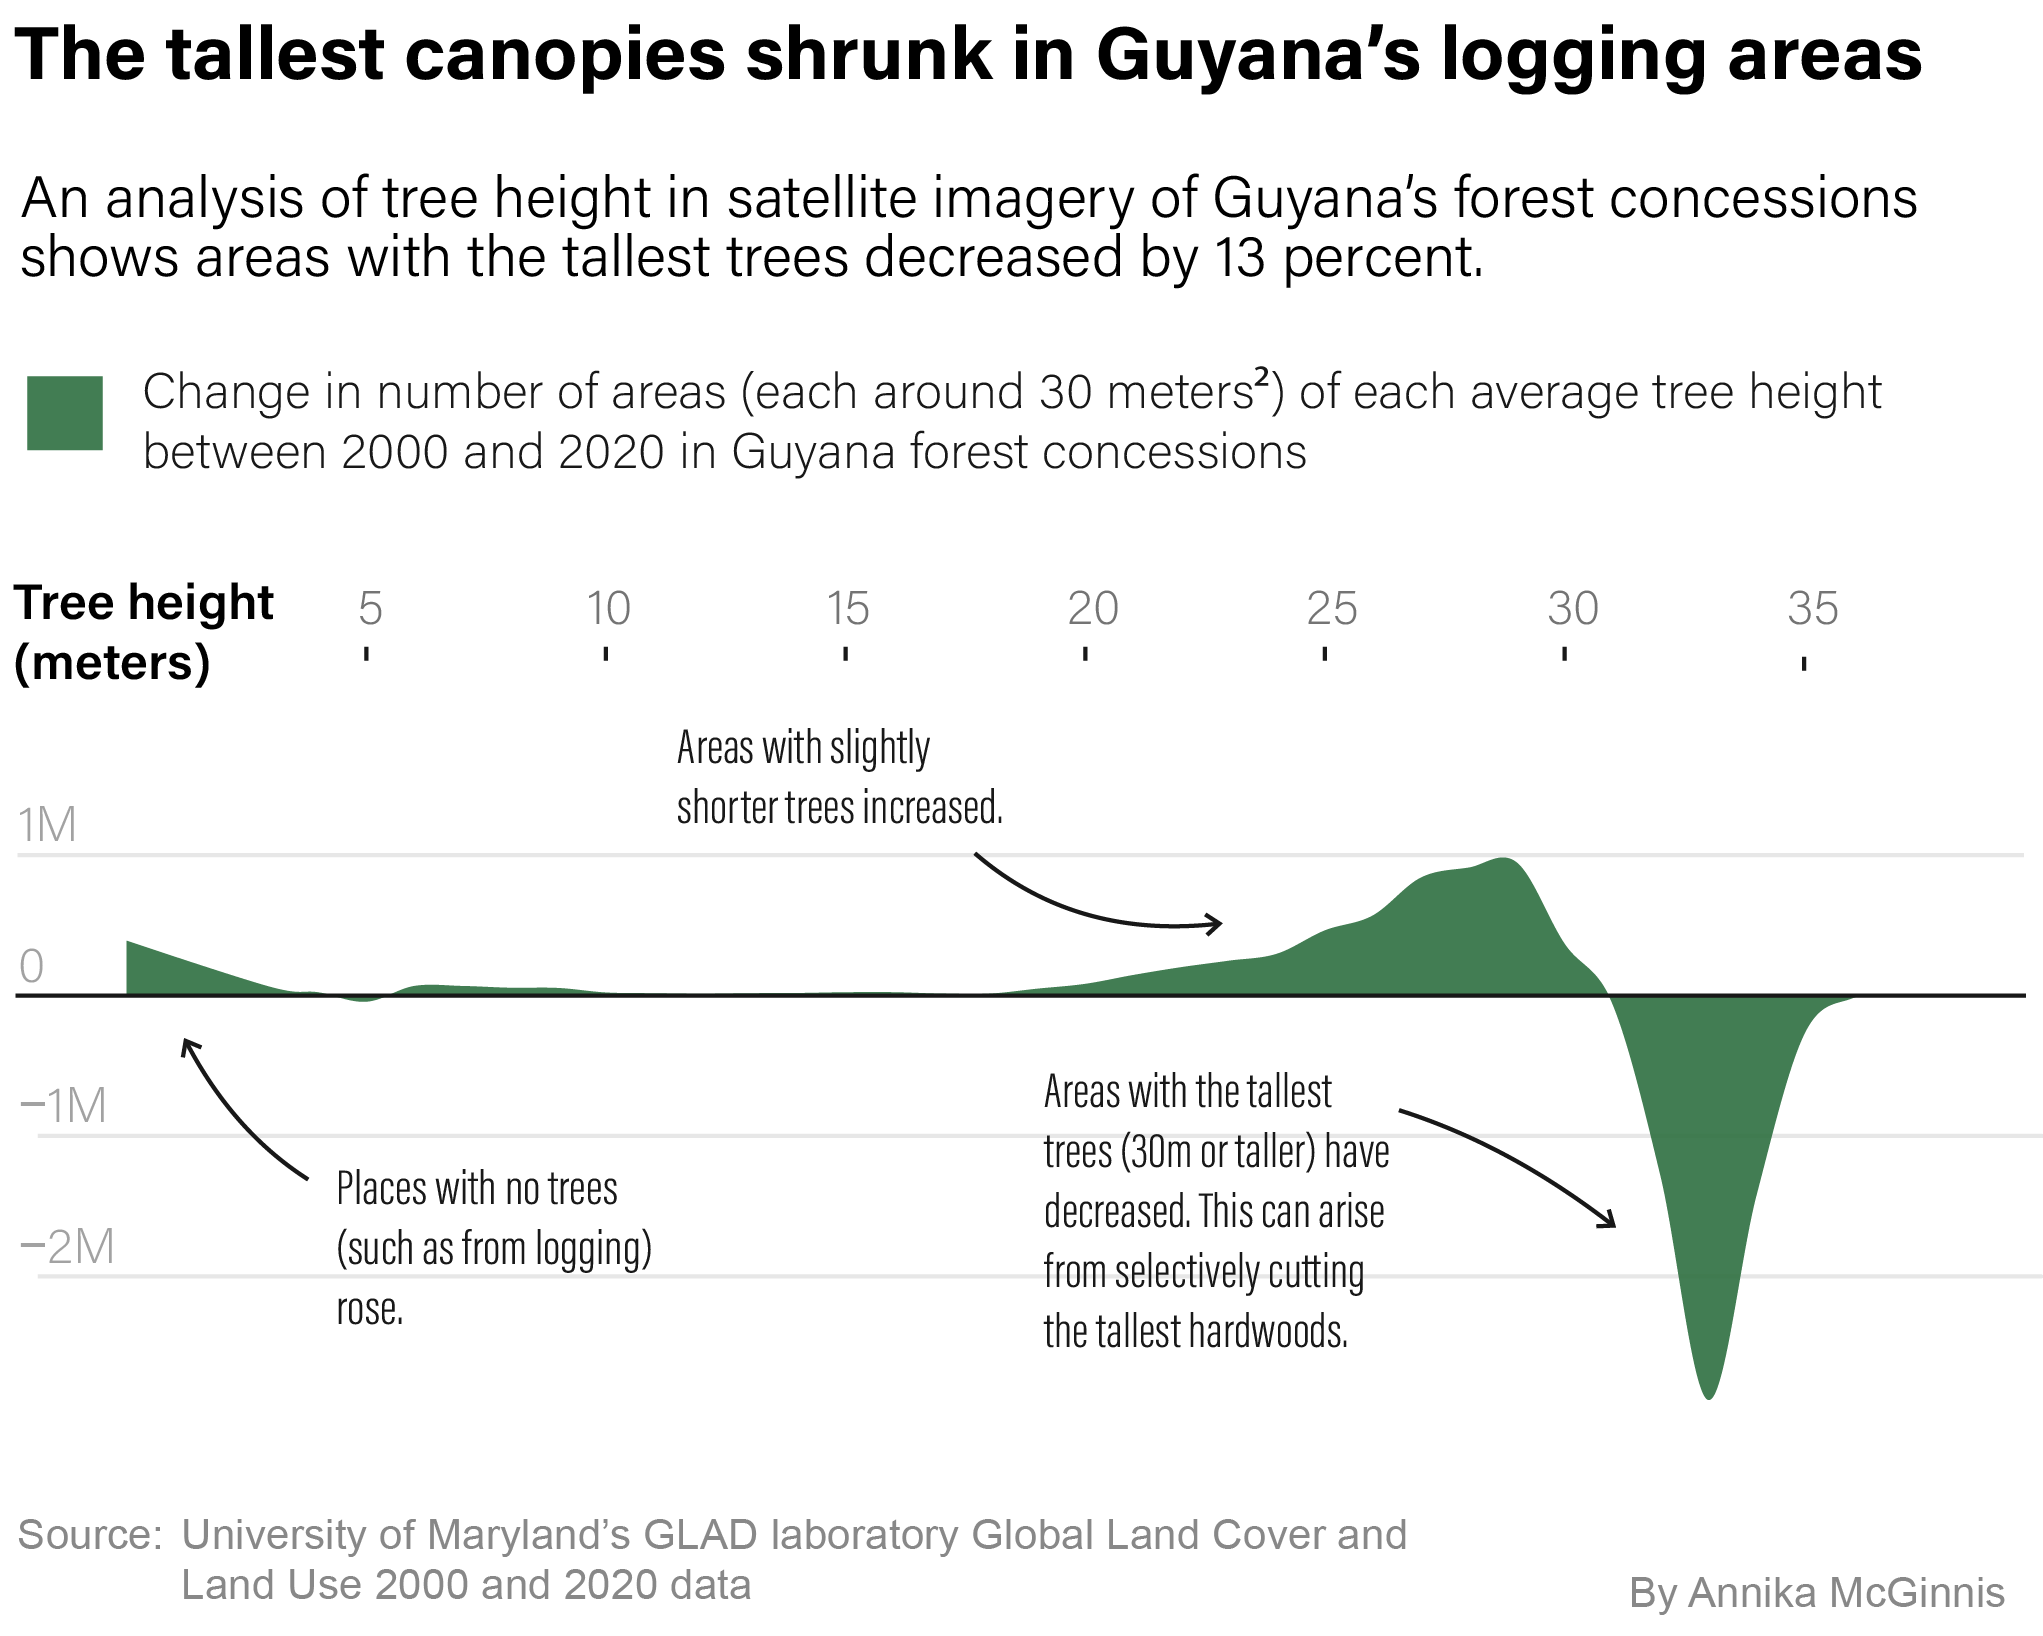 The tallest canopies shrunk in Guyana’s logging areas
An analysis of tree height in satellite imagery of Guyana’s forest concessions
shows areas with the tallest trees decreased by 13 percent.
Change in number of areas (each around 30 meters²) of each average tree height
between 2000 and 2020 in Guyana forest concessions
Tree height
(meters)
5 10 15 20 25 30 35
Areas with slightly
shorter trees increased.
1M
0
−1M
−2M
Places with no trees
(such as from logging)
rose.
Areas with the tallest
trees (30m or taller) have
decreased. This can arise
from selectively cutting
the tallest hardwoods.
Source: University of Maryland’s GLAD laboratory Global Land Cover and
Land Use 2000 and 2020 data
By Annika McGinnis